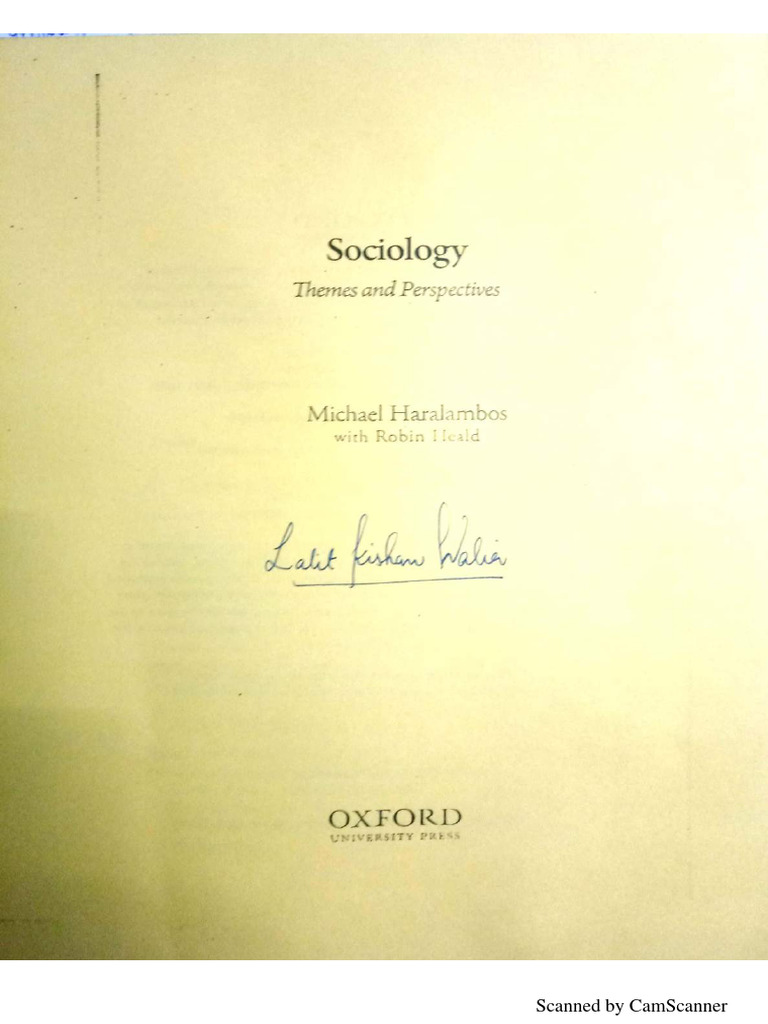 Sociology
Themes and Perspectives
Michael Haralambos
with Robin Heald
Lalit Kishan Walia
OXFORD
UNIVERSITY PRESS
Scanned by CamScanner